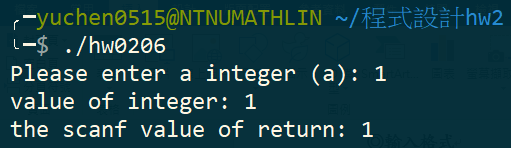 ╭─yuchen0515@NTNUMATHLIN ~/程式設計hw2
╰─$ ./hw0206
Please enter a integer (a): 1
value of integer: 1
the scanf value of return: 1